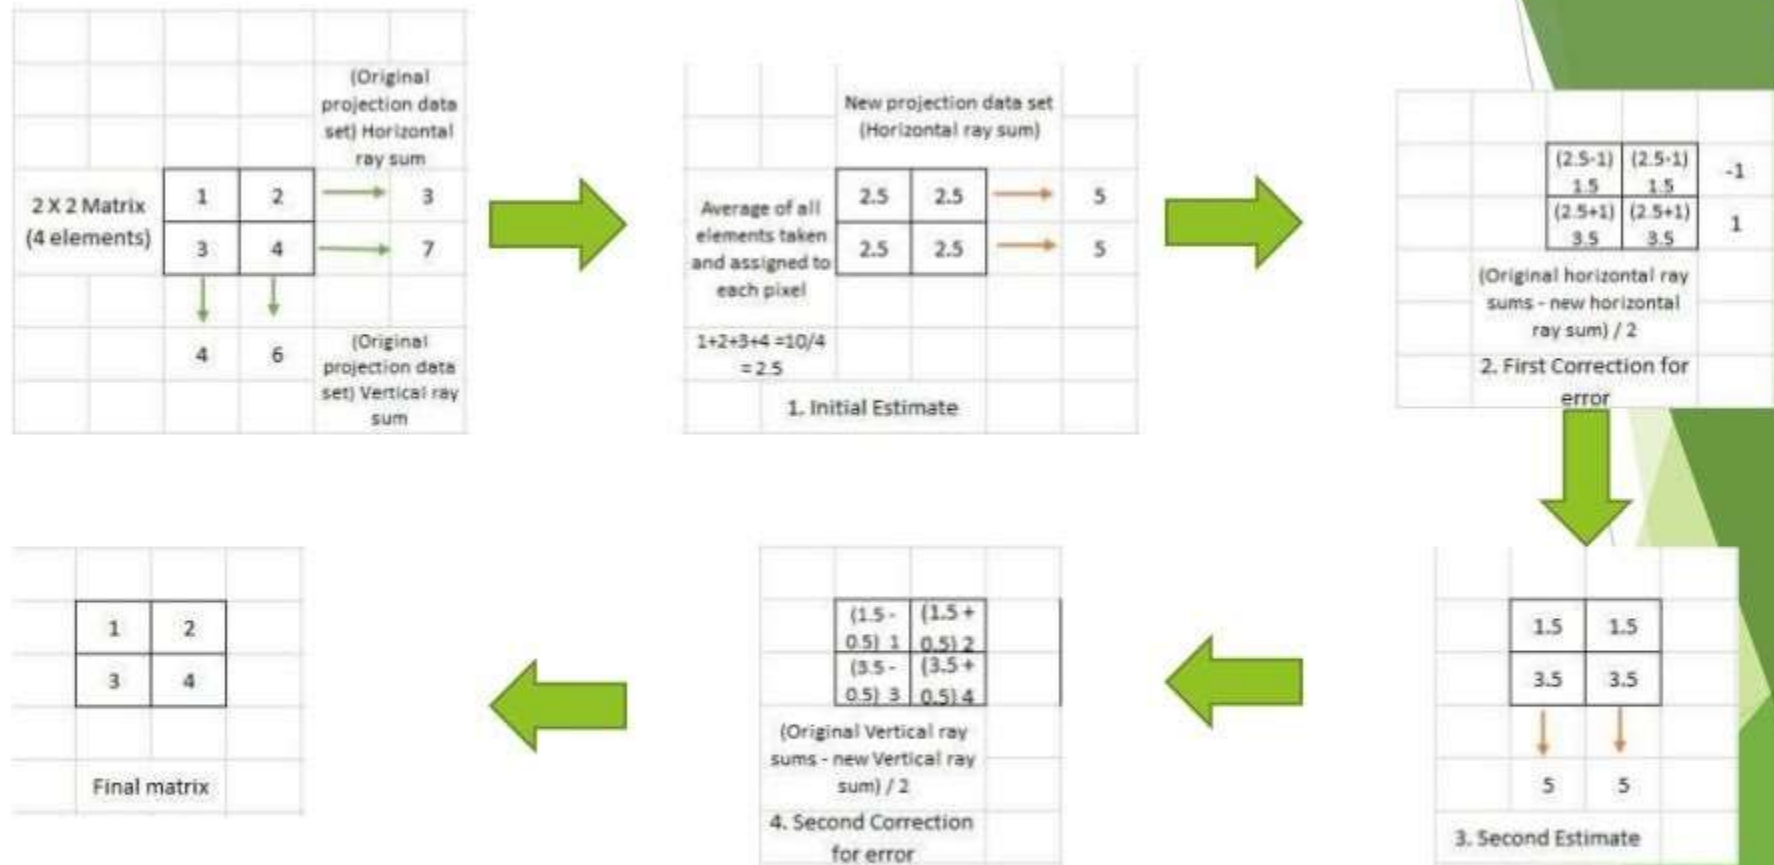 (Original
projection data
set) Horizontal
ray sum
2 X 2 Matrix
(4 elements)
1 2 3
3 4 7
4 6
(Original
projection data
set) Vertical ray
sum
New projection data set
(Horizontal ray sum)
Average of all
elements taken
and assigned to
each pixel
2.5 2.5 5
2.5 2.5 5
1+2+3+4 =10/4
= 2.5
1. Initial Estimate
(2.5-1) (2.5-1) -1
1.5 1.5
(2.5+1) (2.5+1) 1
3.5 3.5
(Original horizontal ray
sums - new horizontal
ray sum) / 2
2. First Correction for
error
1.5 1.5
3.5 3.5
5 5
3. Second Estimate
(1.5 - (1.5 +
0.5) 1 0.5) 2
(3.5 - (3.5 +
0.5) 3 0.5) 4
(Original Vertical ray
sums - new Vertical ray
sum) / 2
4. Second Correction
for error
1 2
3 4
Final matrix